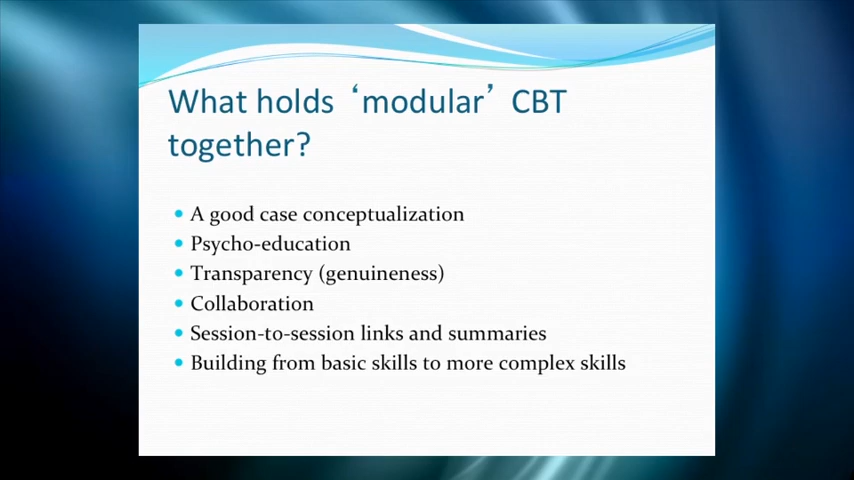 What holds ‘modular’ CBT
together?
• A good case conceptualization
• Psycho-education
• Transparency (genuineness)
• Collaboration
• Session-to-session links and summaries
• Building from basic skills to more complex skills